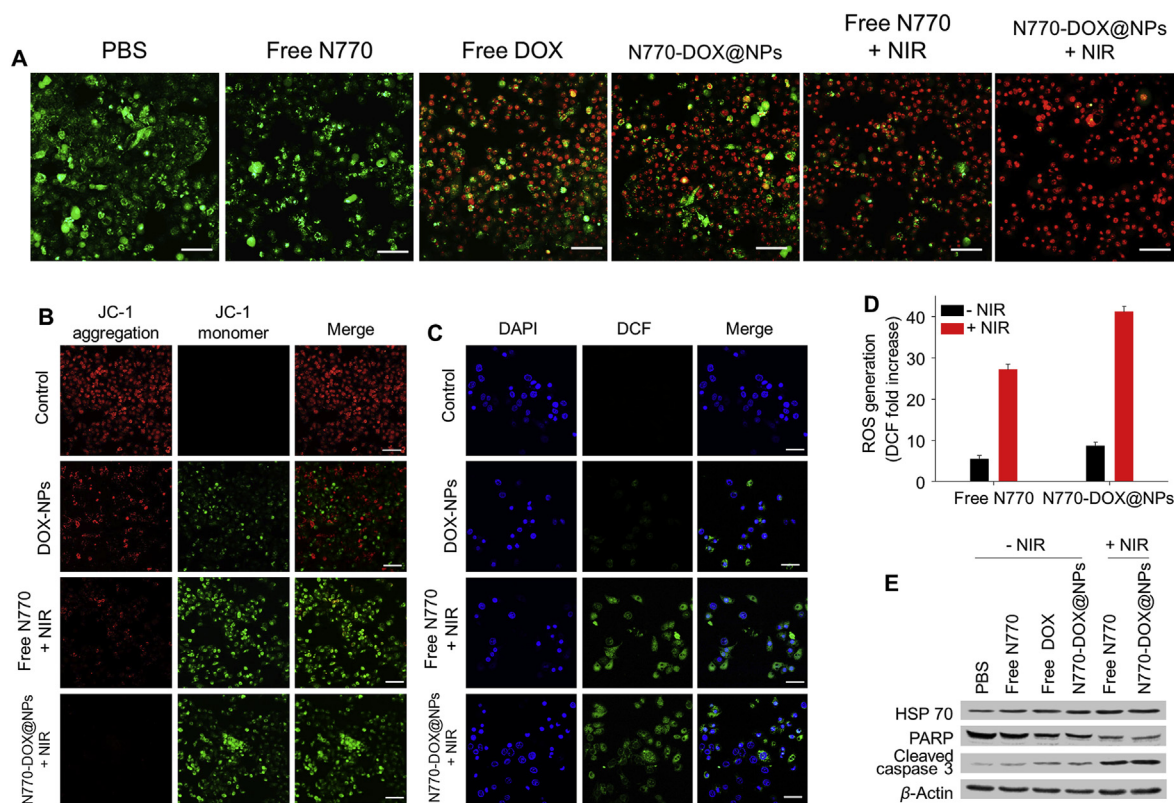 A
PBS
Free N770
Free DOX
N770-DOX@NPs
Free N770
+ NIR
N770-DOX@NPs
+ NIR
B
JC-1
aggregation
JC-1
monomer
Merge
Control
DOX-NPs
Free N770
+ NIR
N770-DOX@NPs
+ NIR
C
DAPI
DCF
Merge
Control
DOX-NPs
Free N770
+ NIR
N770-DOX@NPs
+ NIR
D
- NIR
+ NIR
ROS generation
(DCF fold increase)
40
30
20
10
0
Free N770
N770-DOX@NPs
E
- NIR
+ NIR
PBS
Free N770
Free DOX
N770-DOX@NPs
Free N770
N770-DOX@NPs
HSP 70
PARP
Cleaved
caspase 3
β-Actin